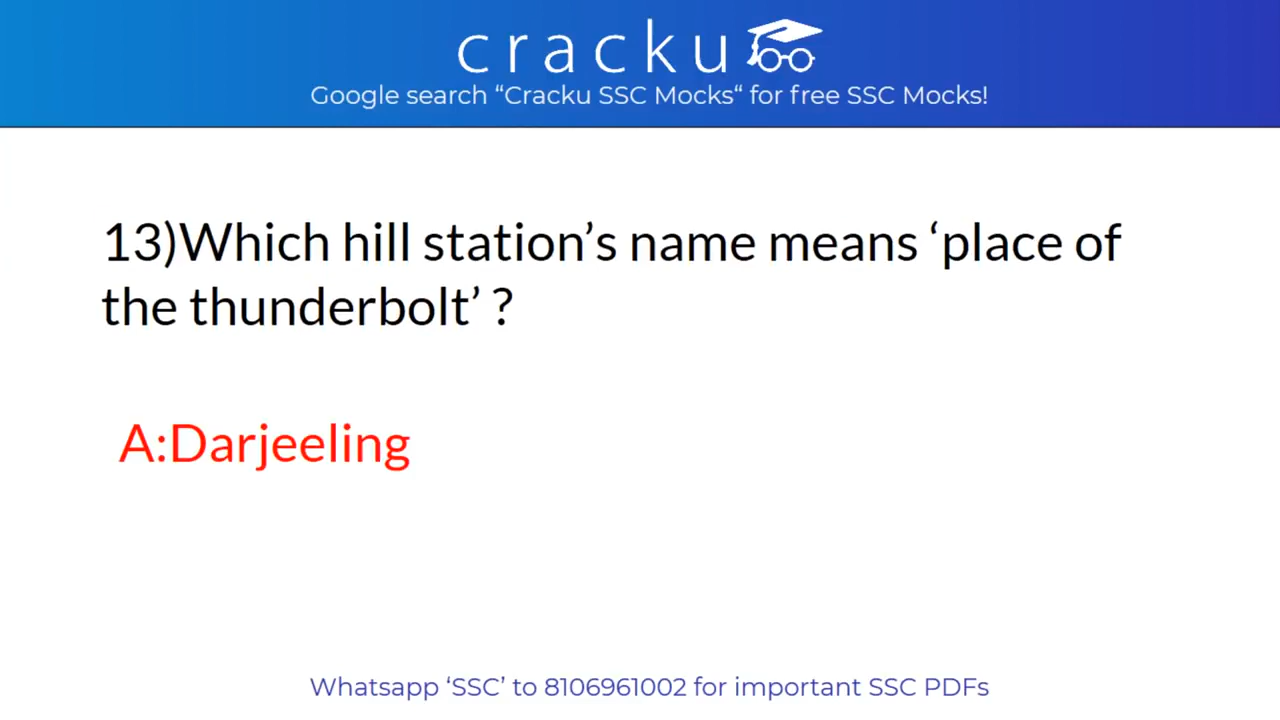 cracku
Google search “Cracku SSC Mocks“ for free SSC Mocks!
13)Which hill station’s name means ‘place of
the thunderbolt’ ?
A:Darjeeling
Whatsapp ‘SSC’ to 8106961002 for important SSC PDFs